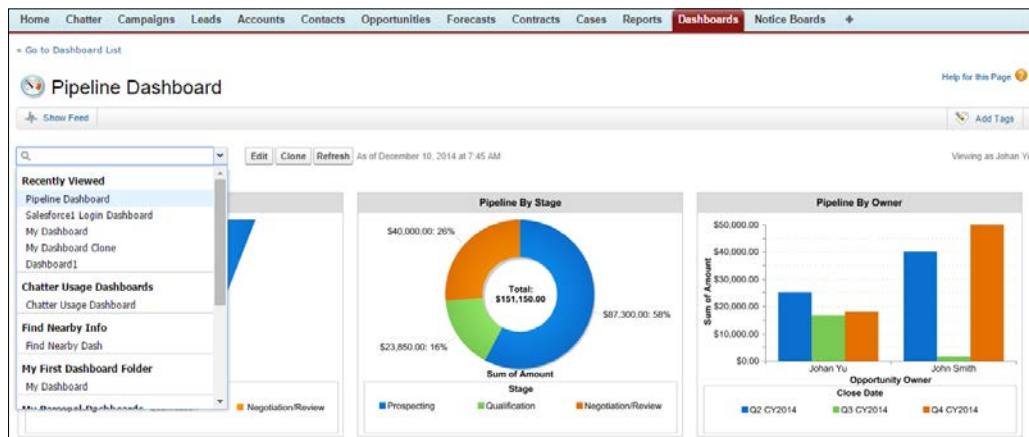 Home Chatter Campaigns Leads Accounts Contacts Opportunities Forecasts Contracts Cases Reports Dashboards Notice Boards +
« Go to Dashboard List
Pipeline Dashboard
Help for this Page
Show Feed
Add Tags
Edit Clone Refresh As of December 10, 2014 at 7:45 AM
Viewing as Johan Yu
Recently Viewed
Pipeline Dashboard
Salesforce1 Login Dashboard
My Dashboard
My Dashboard Clone
Dashboard1
Chatter Usage Dashboards
Chatter Usage Dashboard
Find Nearby Info
Find Nearby Dash
My First Dashboard Folder
My Dashboard
My Personal Dashboards
Negotiation/Review
Pipeline By Stage
$40,000.00: 26%
Total:
$151,150.00
$87,300.00: 58%
$23,850.00: 16%
Sum of Amount
Stage
Prospecting Qualification Negotiation/Review
Pipeline By Owner
Sum of Amount
$50,000.00
$40,000.00
$30,000.00
$20,000.00
$10,000.00
$0.00
Johan Yu John Smith
Opportunity Owner
Close Date
Q2 CY2014 Q3 CY2014 Q4 CY2014